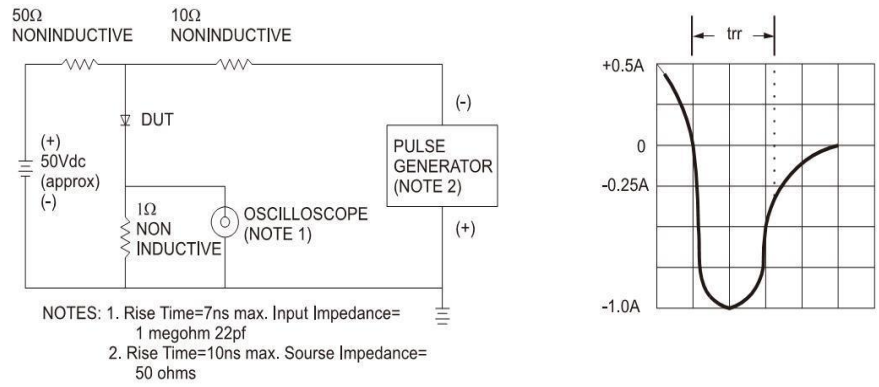 50Ω
NONINDUCTIVE
10Ω
NONINDUCTIVE
DUT
(+)
50Vdc
(approx)
(-)
1Ω
NON
INDUCTIVE
OSCILLOSCOPE
(NOTE 1)
(-)
PULSE
GENERATOR
(NOTE 2)
(+)
NOTES: 1. Rise Time=7ns max. Input Impedance=
1 megohm 22pf
2. Rise Time=10ns max. Sourse Impedance=
50 ohms
trr
+0.5A
0
-0.25A
-1.0A